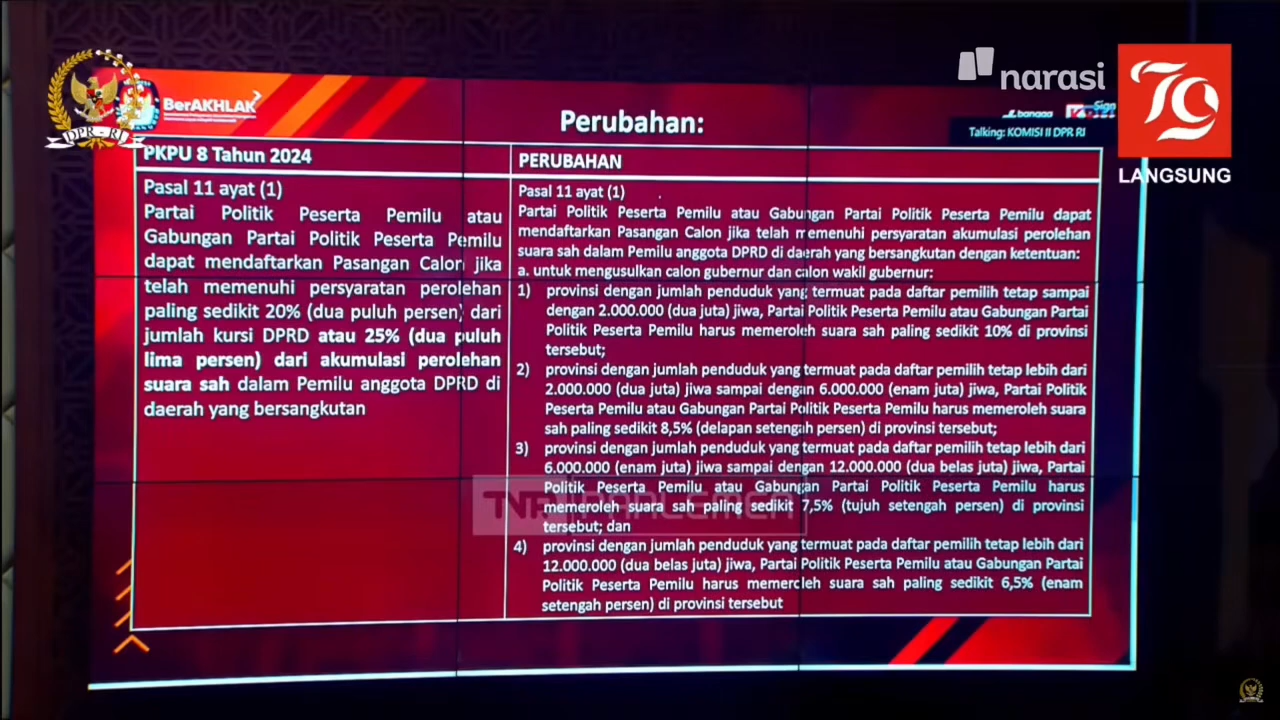 narasi
79
LANGSUNG
DPR-RI
BerAKHLAK
bangga
Talking: KOMISI II DPR RI
Perubahan:
PKPU 8 Tahun 2024
Pasal 11 ayat (1)
Partai Politik Peserta Pemilu atau
Gabungan Partai Politik Peserta Pemilu
dapat mendaftarkan Pasangan Calon jika
telah memenuhi persyaratan perolehan
paling sedikit 20% (dua puluh persen) dari
jumlah kursi DPRD atau 25% (dua puluh
lima persen) dari akumulasi perolehan
suara sah dalam Pemilu anggota DPRD di
daerah yang bersangkutan
PERUBAHAN
Pasal 11 ayat (1)
Partai Politik Peserta Pemilu atau Gabungan Partai Politik Peserta Pemilu dapat
mendaftarkan Pasangan Calon jika telah memenuhi persyaratan akumulasi perolehan
suara sah dalam Pemilu anggota DPRD di daerah yang bersangkutan dengan ketentuan:
a. untuk mengusulkan calon gubernur dan calon wakil gubernur:
1) provinsi dengan jumlah penduduk yang termuat pada daftar pemilih tetap sampai
dengan 2.000.000 (dua juta) jiwa, Partai Politik Peserta Pemilu atau Gabungan Partai
Politik Peserta Pemilu harus memeroleh suara sah paling sedikit 10% di provinsi
tersebut;
2) provinsi dengan jumlah penduduk yang termuat pada daftar pemilih tetap lebih dari
2.000.000 (dua juta) jiwa sampai dengan 6.000.000 (enam juta) jiwa, Partai Politik
Peserta Pemilu atau Gabungan Partai Politik Peserta Pemilu harus memeroleh suara
sah paling sedikit 8,5% (delapan setengah persen) di provinsi tersebut;
3) provinsi dengan jumlah penduduk yang termuat pada daftar pemilih tetap lebih dari
6.000.000 (enam juta) jiwa sampai dengan 12.000.000 (dua belas juta) jiwa, Partai
Politik Peserta Pemilu atau Gabungan Partai Politik Peserta Pemilu harus
memeroleh suara sah paling sedikit 7,5% (tujuh setengah persen) di provinsi
tersebut; dan
4) provinsi dengan jumlah penduduk yang termuat pada daftar pemilih tetap lebih dari
12.000.000 (dua belas juta) jiwa, Partai Politik Peserta Pemilu atau Gabungan Partai
Politik Peserta Pemilu harus memeroleh suara sah paling sedikit 6,5% (enam
setengah persen) di provinsi tersebut
TVR PARLEMEN